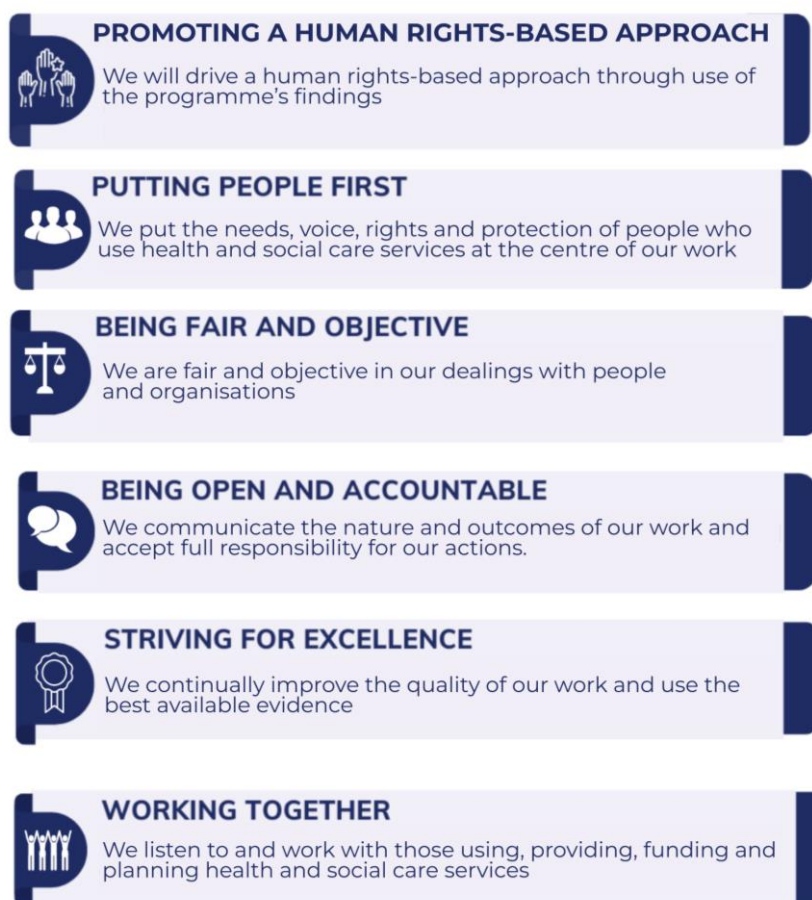 PROMOTING A HUMAN RIGHTS-BASED APPROACH
We will drive a human rights-based approach through use of
the programme's findings
PUTTING PEOPLE FIRST
We put the needs, voice, rights and protection of people who
use health and social care services at the centre of our work
BEING FAIR AND OBJECTIVE
We are fair and objective in our dealings with people
and organisations
BEING OPEN AND ACCOUNTABLE
We communicate the nature and outcomes of our work and
accept full responsibility for our actions.
STRIVING FOR EXCELLENCE
We continually improve the quality of our work and use the
best available evidence
WORKING TOGETHER
We listen to and work with those using, providing, funding and
planning health and social care services